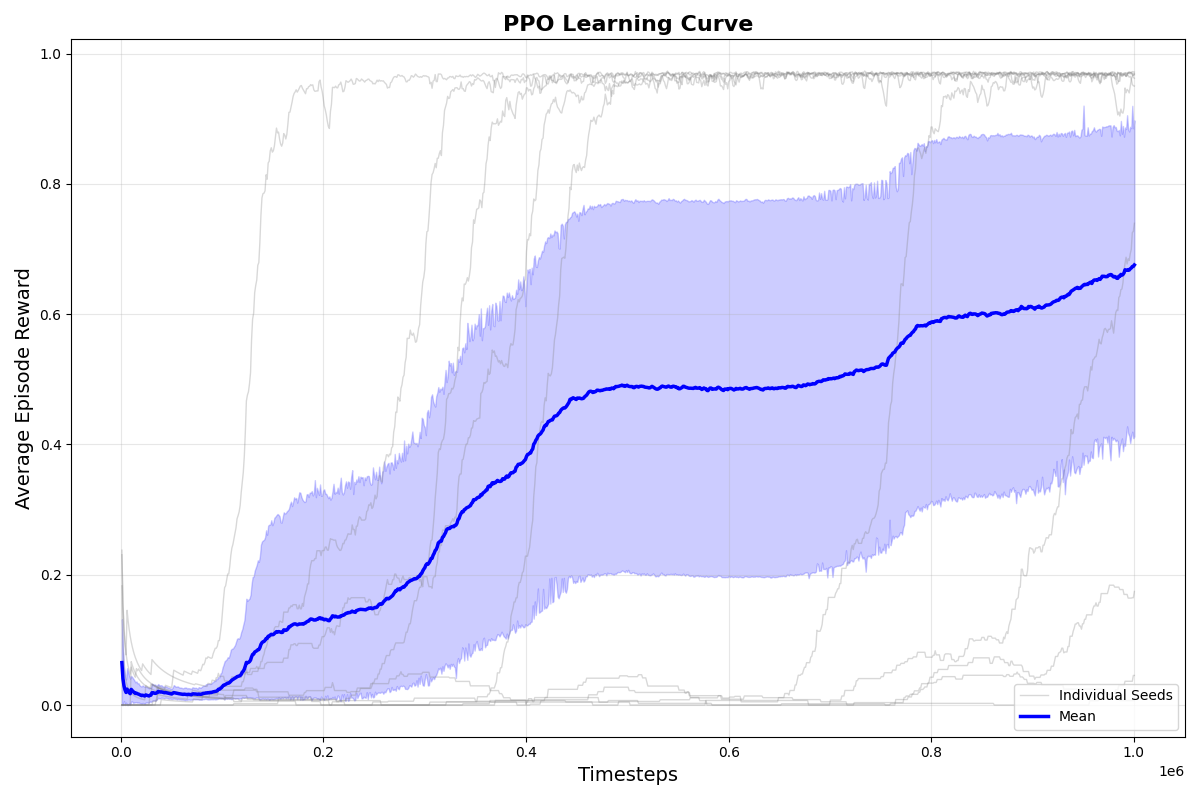 PPO Learning Curve
Average Episode Reward
1.0
0.8
0.6
0.4
0.2
0.0
0.0 0.2 0.4 0.6 0.8 1.0
1e6
Timesteps
Individual Seeds
Mean